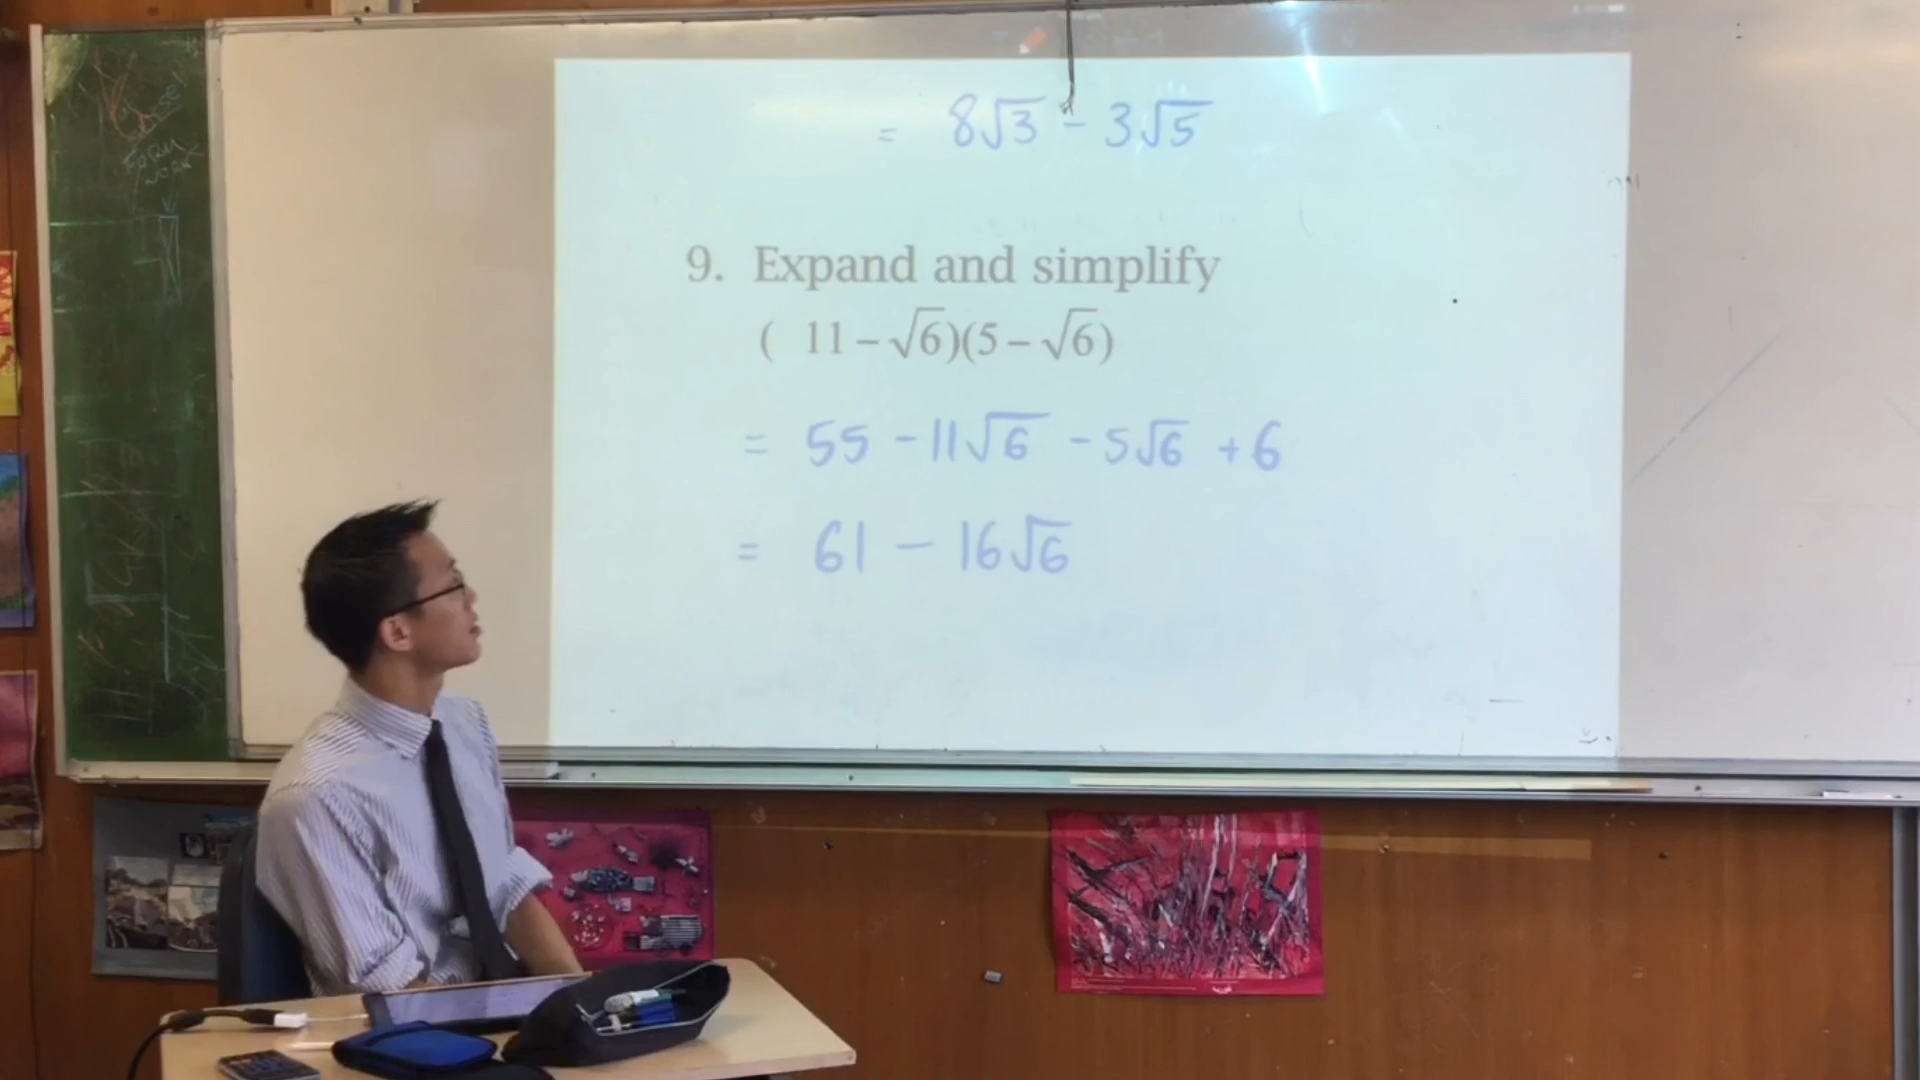 = 8√3 - 3√5
9. Expand and simplify
( 11 – √6)(5 – √6)
= 55 - 11√6 - 5√6 + 6
= 61 - 16√6